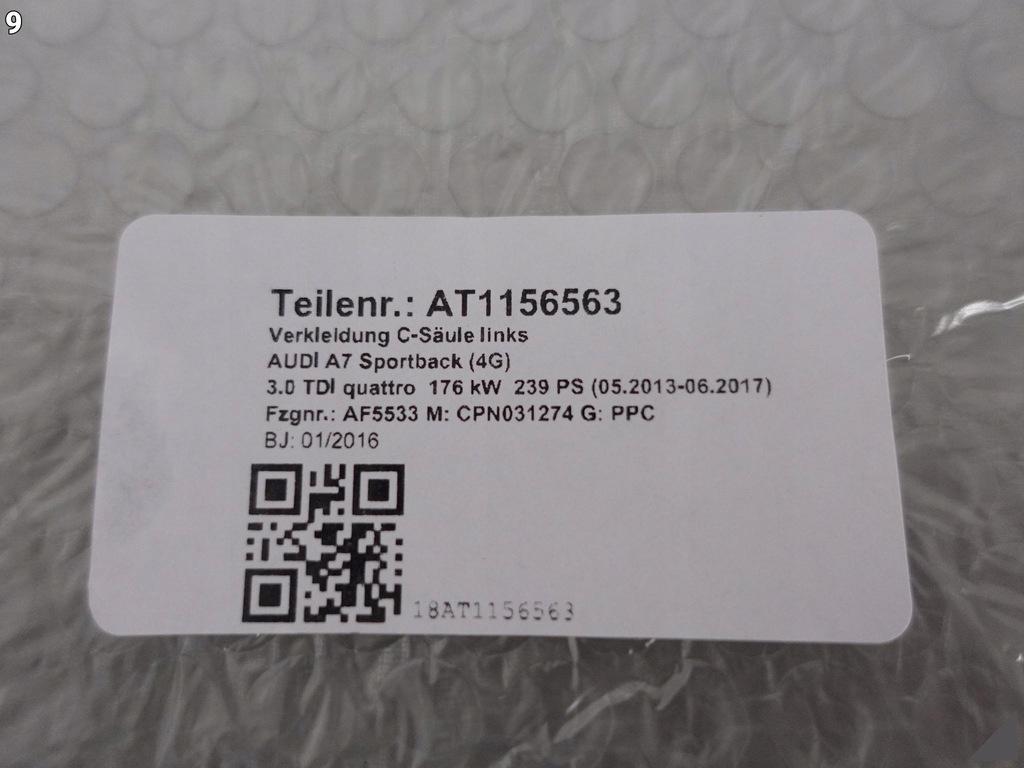 9
Teilenr.: AT1156563
Verkleidung C-Säule links
AUDI A7 Sportback (4G)
3.0 TDI quattro 176 kW 239 PS (05.2013-06.2017)
Fzgnr.: AF5533 M: CPN031274 G: PPC
BJ: 01/2016
18AT1156563